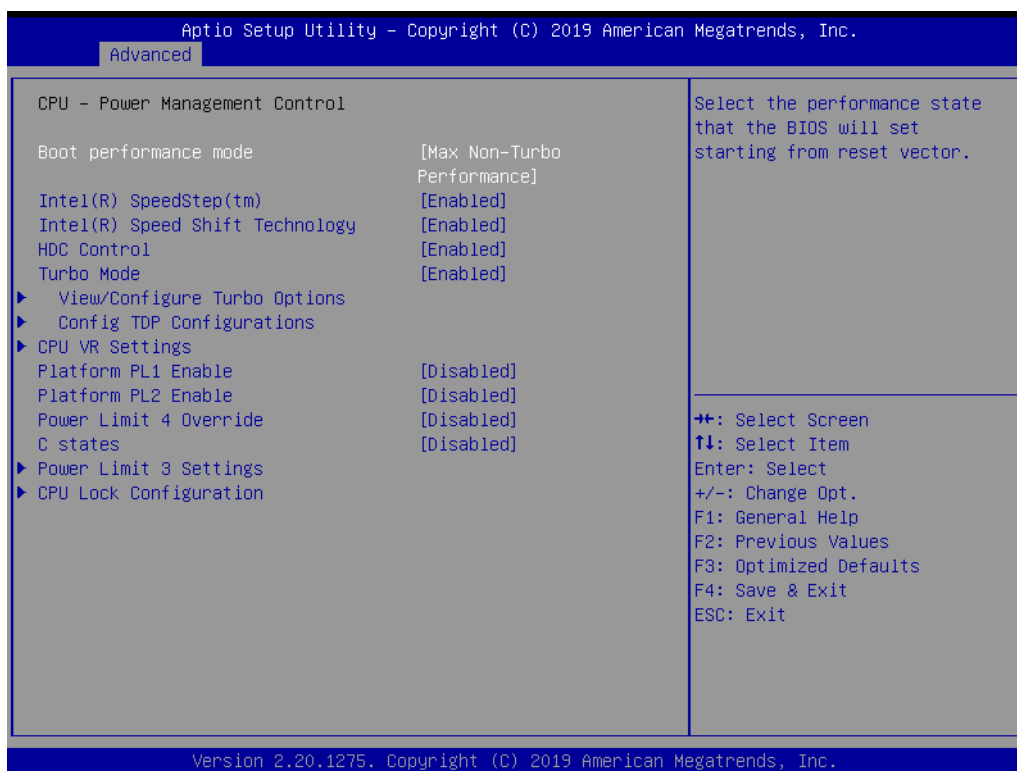 Aptio Setup Utility – Copyright (C) 2019 American Megatrends, Inc.
Advanced
CPU – Power Management Control
Boot performance mode [Max Non-Turbo
Performance]
Intel(R) SpeedStep(tm) [Enabled]
Intel(R) Speed Shift Technology [Enabled]
HDC Control [Enabled]
Turbo Mode [Enabled]
View/Configure Turbo Options
Config TDP Configurations
CPU VR Settings
Platform PL1 Enable [Disabled]
Platform PL2 Enable [Disabled]
Power Limit 4 Override [Disabled]
C states [Disabled]
Power Limit 3 Settings
CPU Lock Configuration
Select the performance state
that the BIOS will set
starting from reset vector.
→←: Select Screen
↑↓: Select Item
Enter: Select
+/-: Change Opt.
F1: General Help
F2: Previous Values
F3: Optimized Defaults
F4: Save & Exit
ESC: Exit
Version 2.20.1275. Copyright (C) 2019 American Megatrends, Inc.